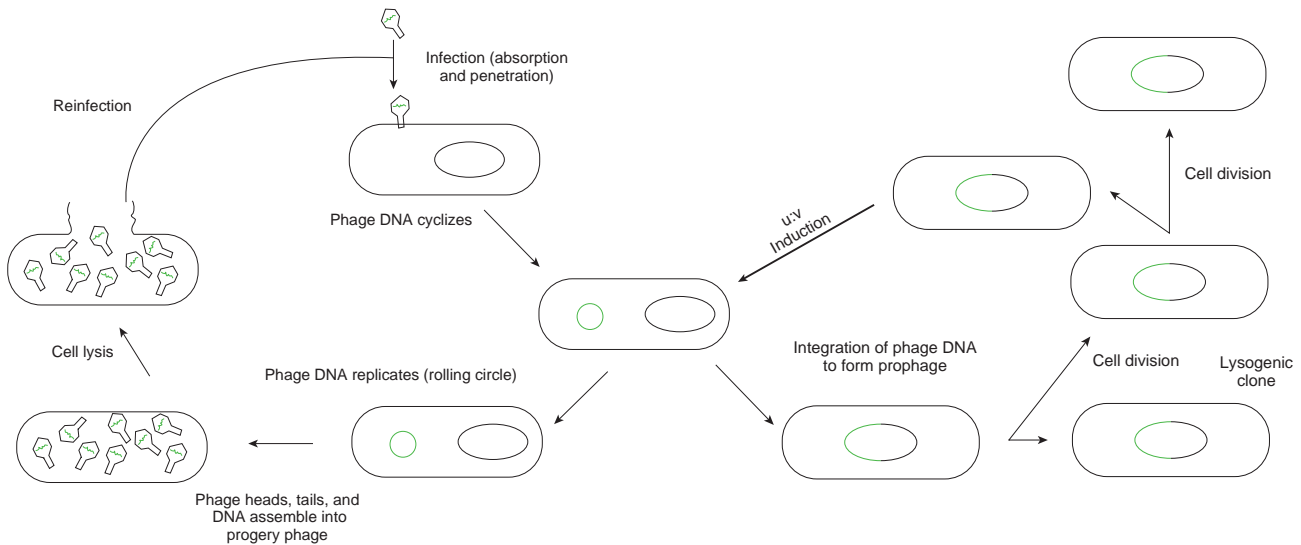 Infection (absorption
and penetration)
Reinfection
Cell division
Phage DNA cyclizes
u:v
Induction
Cell lysis
Integration of phage DNA
to form prophage
Cell division
Lysogenic
clone
Phage DNA replicates (rolling circle)
Phage heads, tails, and
DNA assemble into
progery phage